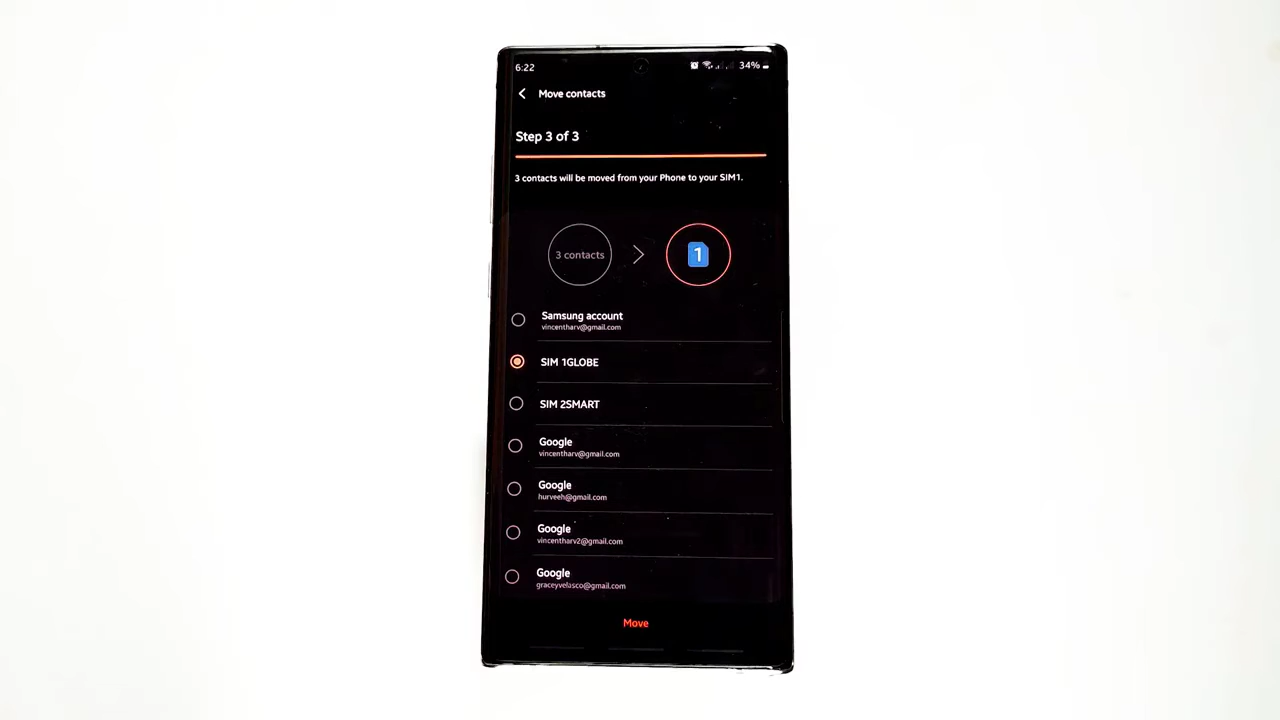 6:22
34%
Move contacts
Step 3 of 3
3 contacts will be moved from your Phone to your SIM1.
3 contacts
1
Samsung account
vincentharv@gmail.com
SIM 1GLOBE
SIM 2SMART
Google
vincentharv@gmail.com
Google
hurveeh@gmail.com
Google
vincentharv2@gmail.com
Google
graceyvelasco@gmail.com
Move